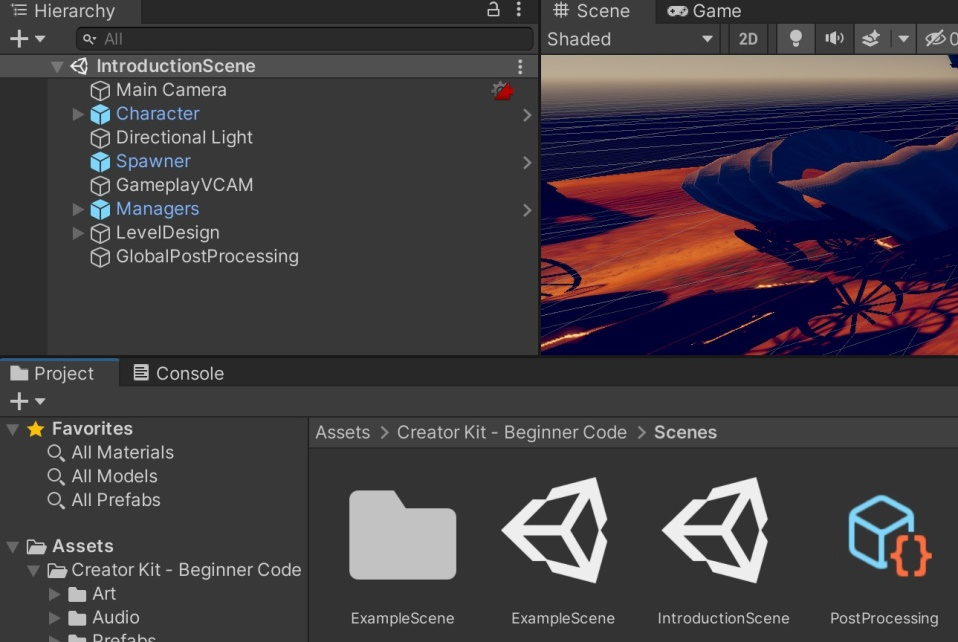 Hierarchy
All
IntroductionScene
Main Camera
Character
Directional Light
Spawner
GameplayVCAM
Managers
LevelDesign
GlobalPostProcessing
Scene Game
Shaded 2D 0
Project Console
Favorites
All Materials
All Models
All Prefabs
Assets
Creator Kit - Beginner Code
Art
Audio
Prefabs
Assets > Creator Kit - Beginner Code > Scenes
ExampleScene ExampleScene IntroductionScene PostProcessing